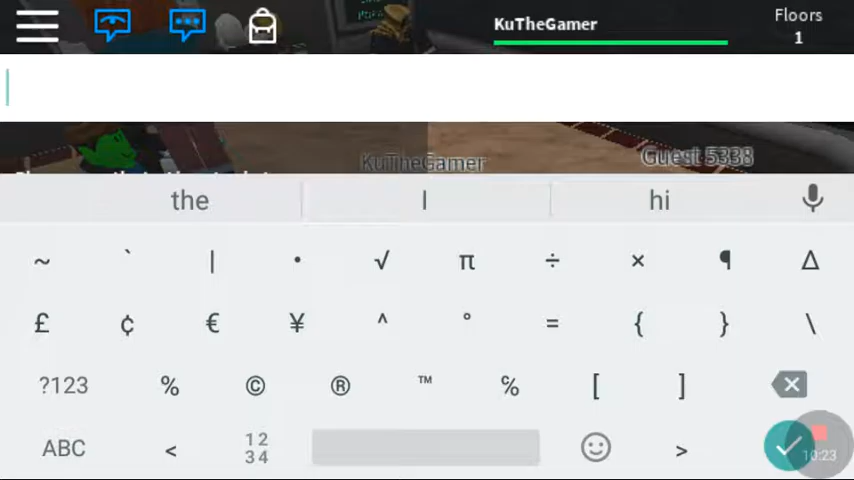 KuTheGamer
Floors
1
KuTheGamer
Guest 5338
the I hi
~ ` | • √ π ÷ × ¶ Δ
£ ¢ € ¥ ^ ° = { } \
?123 % © ® ™ ℅ [ ]
ABC < 12 >
34
10:23